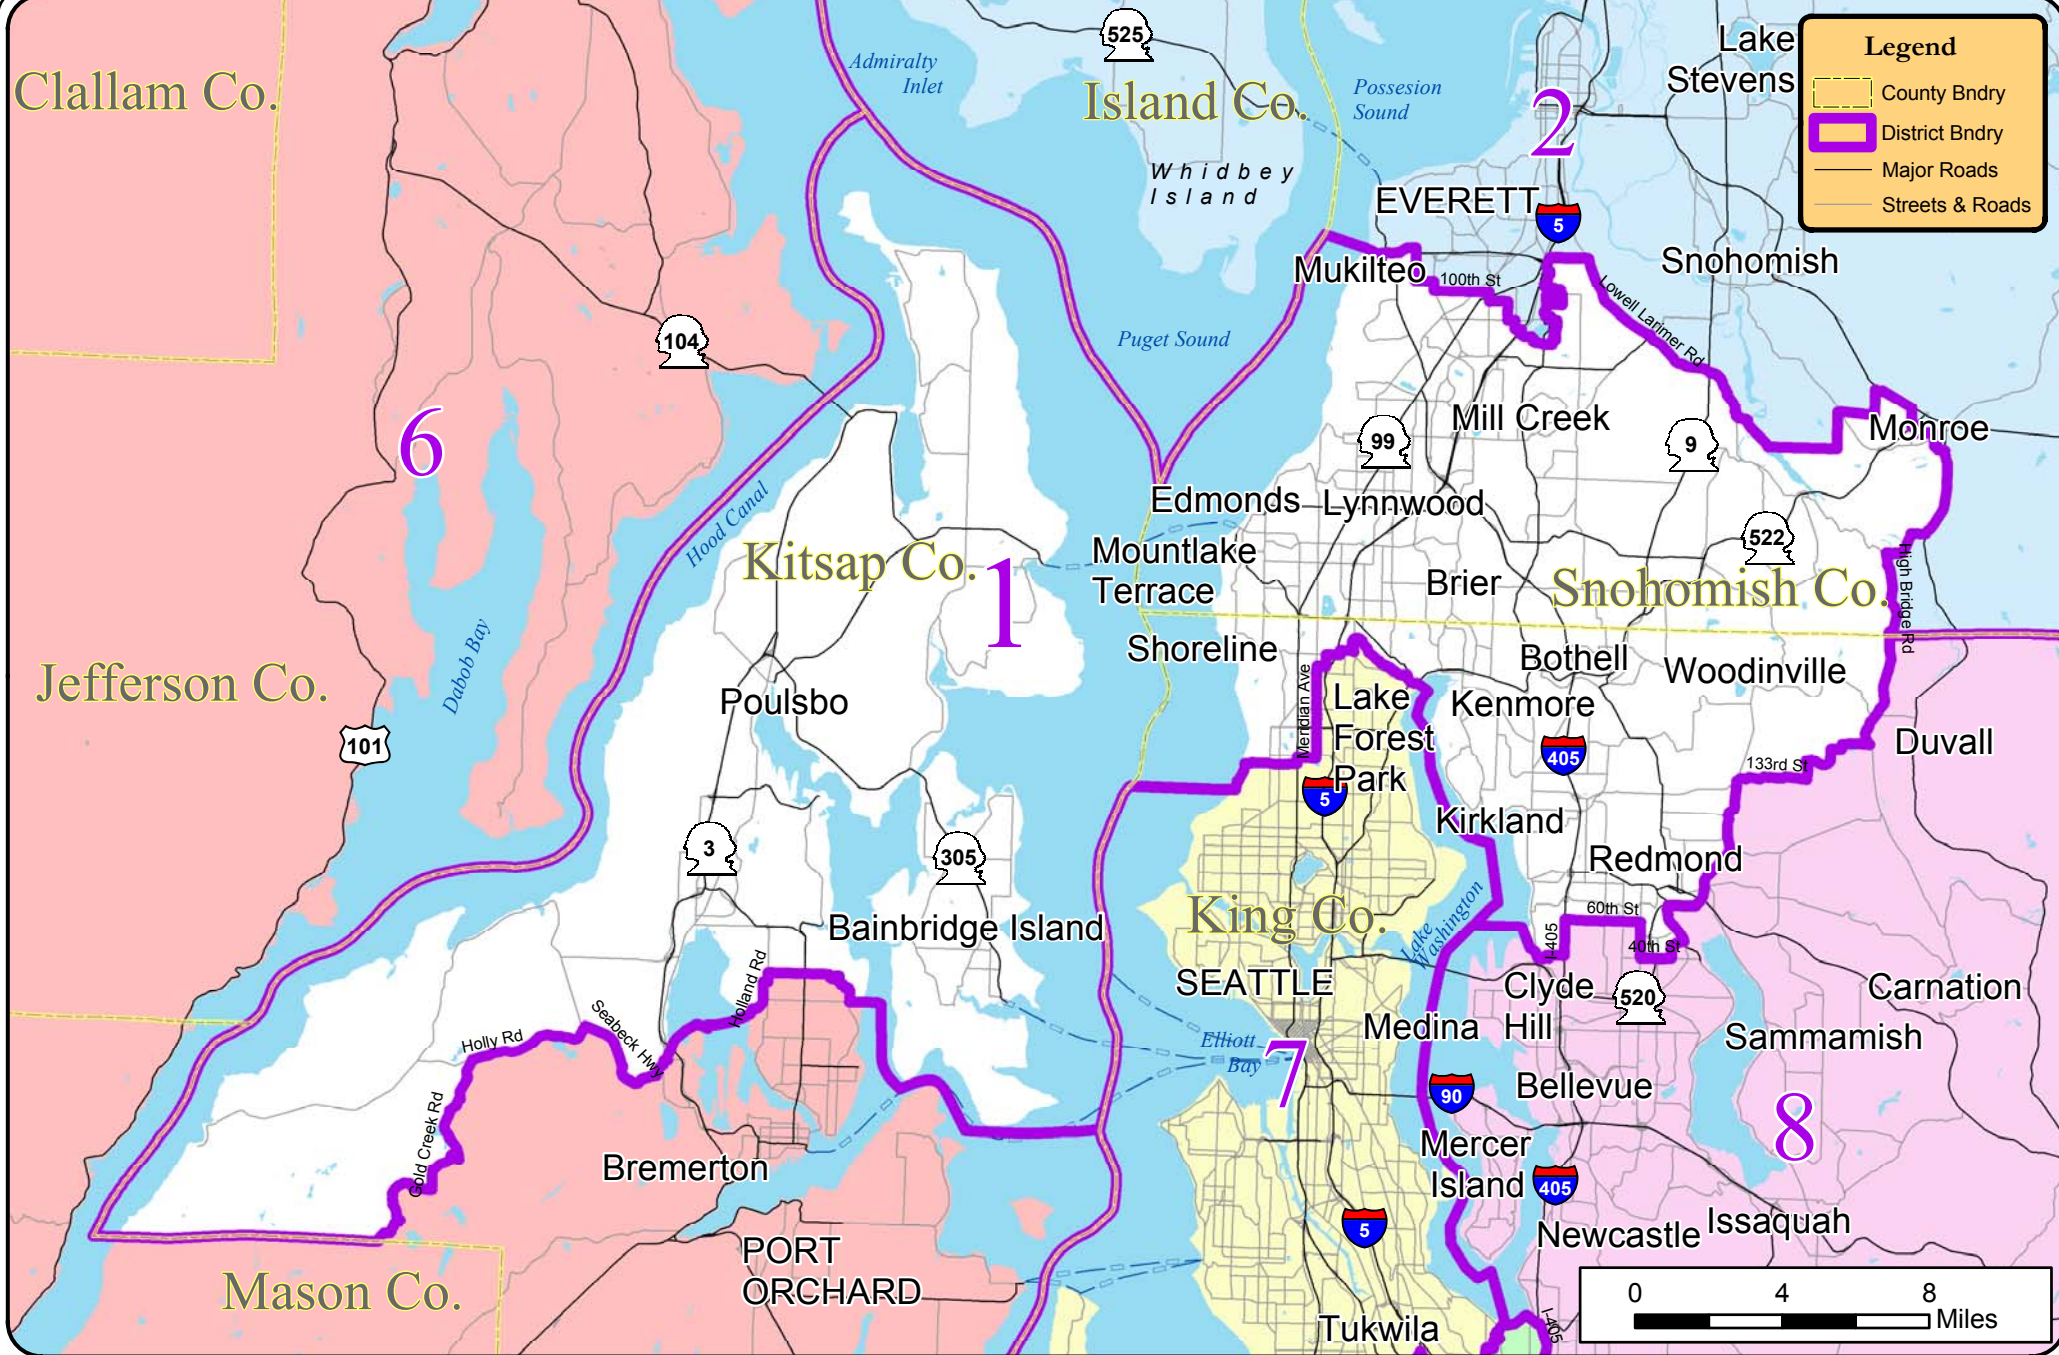 Legend
County Bndry
District Bndry
Major Roads
Streets & Roads
Clallam Co.
Admiralty
Inlet
525
Island Co.
Possesion
Sound
2
Lake
Stevens
Whidbey
Island
EVERETT
5
Mukilteo
100th St
Snohomish
Lowell Larimer Rd
104
Puget Sound
6
99
Mill Creek
9
Monroe
Hood Canal
Edmonds
Lynnwood
522
Kitsap Co.
1
Mountlake
Terrace
Brier
Snohomish Co.
High Bridge Rd
Dabob Bay
Shoreline
Bothell
Woodinville
Jefferson Co.
Poulsbo
Meridian Ave
Lake
Forest
Park
Kenmore
101
405
133rd St
Duvall
5
Kirkland
3
305
Redmond
Bainbridge Island
King Co.
Lake
Washington
60th St
I-405
40th St
Holland Rd
SEATTLE
Clyde
Hill
520
Carnation
Seabeck Hwy
Holly Rd
Elliott
Bay
7
Medina
Sammamish
90
Bellevue
8
Gold Creek Rd
Bremerton
Mercer
Island
405
5
Newcastle
Issaquah
PORT
ORCHARD
Mason Co.
Tukwila
I-405
0 4 8
Miles